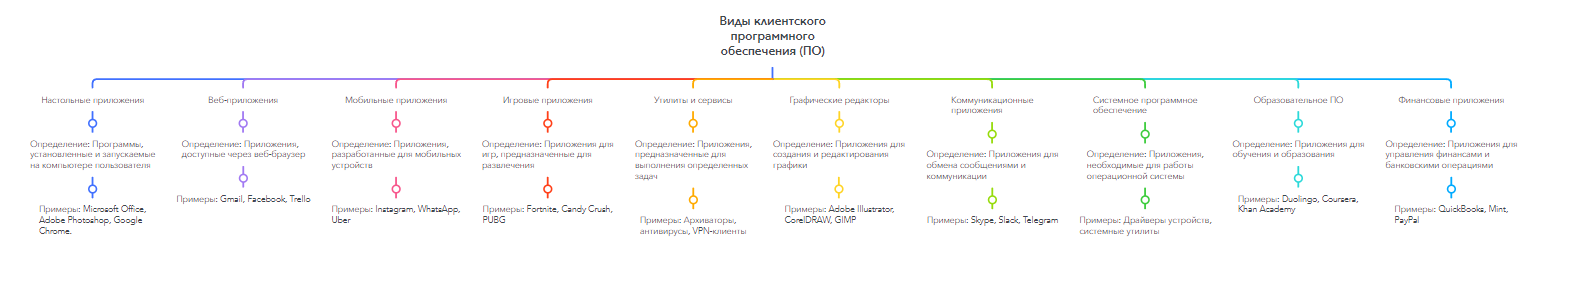 Виды клиентского
программного
обеспечения (ПО)
Настольные приложения
Определение: Программы,
установленные и запускаемые
на компьютере пользователя
Примеры: Microsoft Office,
Adobe Photoshop, Google
Chrome.
Веб-приложения
Определение: Приложения,
доступные через веб-браузер
Примеры: Gmail, Facebook, Trello
Мобильные приложения
Определение: Приложения,
разработанные для мобильных
устройств
Примеры: Instagram, WhatsApp,
Uber
Игровые приложения
Определение: Приложения для
игр, предназначенные для
развлечения
Примеры: Fortnite, Candy Crush,
PUBG
Утилиты и сервисы
Определение: Приложения,
предназначенные для
выполнения определенных
задач
Примеры: Архиваторы,
антивирусы, VPN-клиенты
Графические редакторы
Определение: Приложения для
создания и редактирования
графики
Примеры: Adobe Illustrator,
CorelDRAW, GIMP
Коммуникационные
приложения
Определение: Приложения для
обмена сообщениями и
коммуникации
Примеры: Skype, Slack, Telegram
Системное программное
обеспечение
Определение: Приложения,
необходимые для работы
операционной системы
Примеры: Драйверы устройств,
системные утилиты
Образовательное ПО
Определение: Приложения для
обучения и образования
Примеры: Duolingo, Coursera,
Khan Academy
Финансовые приложения
Определение: Приложения для
управления финансами и
банковскими операциями
Примеры: QuickBooks, Mint,
PayPal